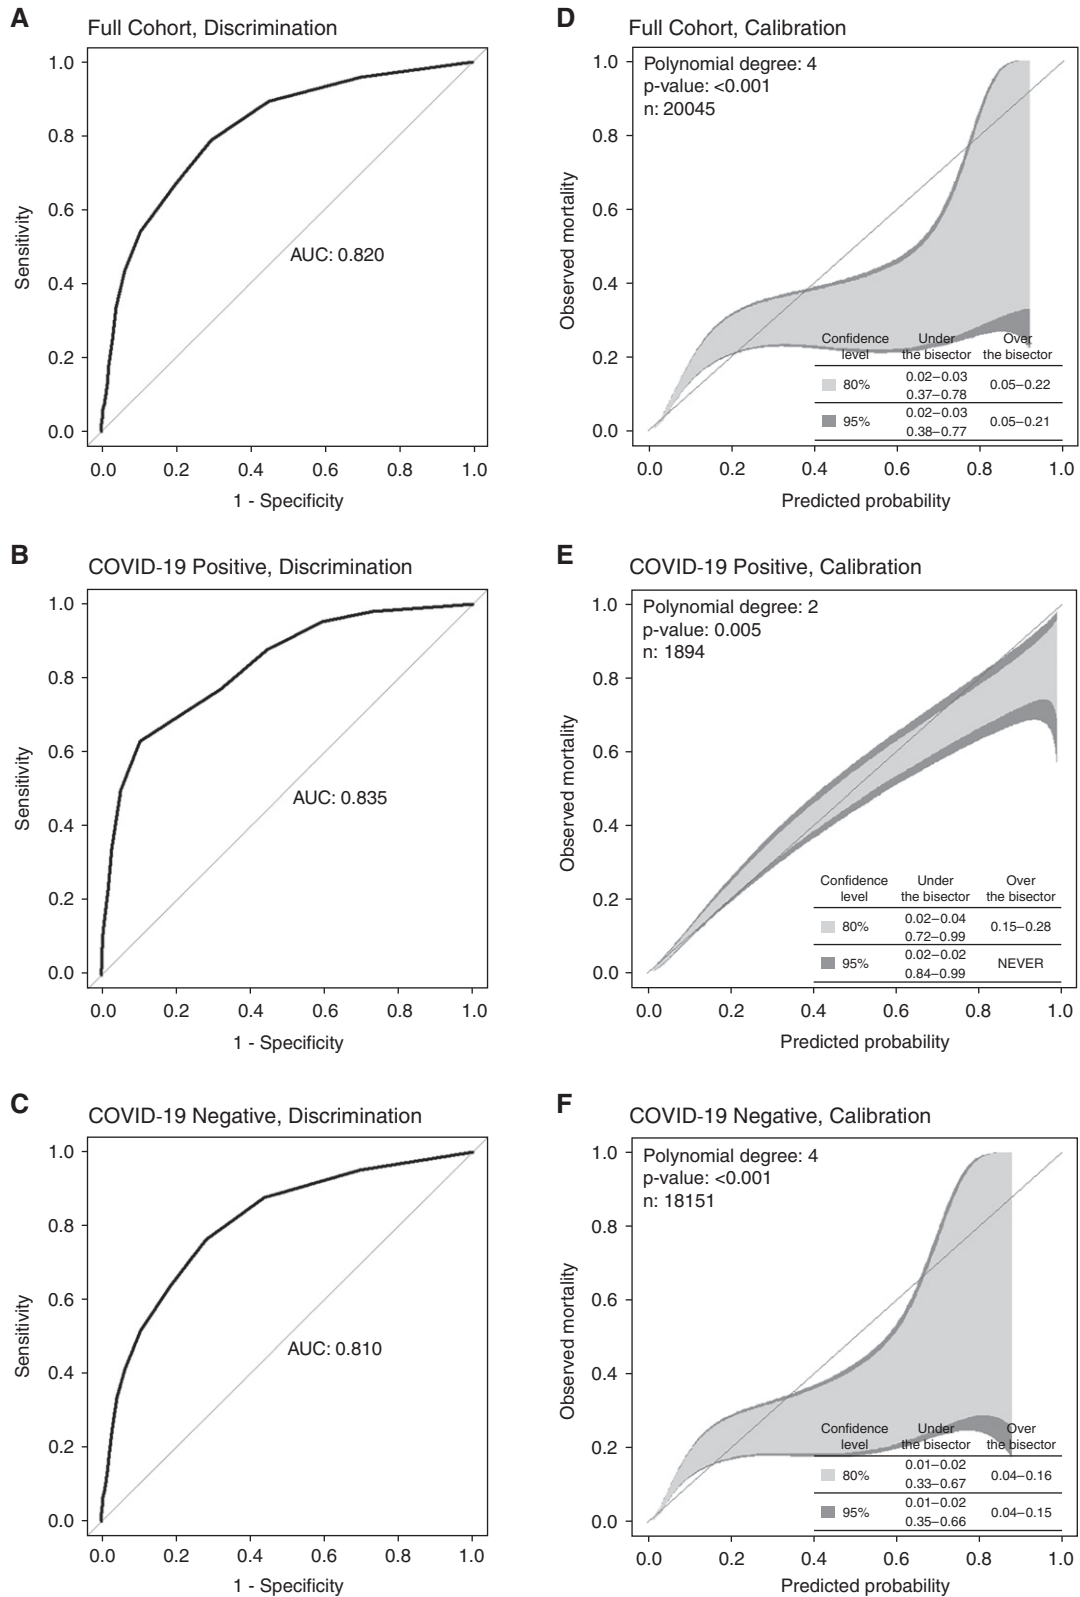 A
Full Cohort, Discrimination
1.0
0.8
0.6
0.4
0.2
0.0
Sensitivity
AUC: 0.820
0.0 0.2 0.4 0.6 0.8 1.0
1 - Specificity
D
Full Cohort, Calibration
Polynomial degree: 4
p-value: <0.001
n: 20045
1.0
0.8
0.6
0.4
0.2
0.0
Observed mortality
Confidence level Under the bisector Over the bisector
80% 0.02–0.03 0.37–0.78 0.05–0.22
95% 0.02–0.03 0.38–0.77 0.05–0.21
0.0 0.2 0.4 0.6 0.8 1.0
Predicted probability
B
COVID-19 Positive, Discrimination
1.0
0.8
0.6
0.4
0.2
0.0
Sensitivity
AUC: 0.835
0.0 0.2 0.4 0.6 0.8 1.0
1 - Specificity
E
COVID-19 Positive, Calibration
Polynomial degree: 2
p-value: 0.005
n: 1894
1.0
0.8
0.6
0.4
0.2
0.0
Observed mortality
Confidence level Under the bisector Over the bisector
80% 0.02–0.04 0.72–0.99 0.15–0.28
95% 0.02–0.02 0.84–0.99 NEVER
0.0 0.2 0.4 0.6 0.8 1.0
Predicted probability
C
COVID-19 Negative, Discrimination
1.0
0.8
0.6
0.4
0.2
0.0
Sensitivity
AUC: 0.810
0.0 0.2 0.4 0.6 0.8 1.0
1 - Specificity
F
COVID-19 Negative, Calibration
Polynomial degree: 4
p-value: <0.001
n: 18151
1.0
0.8
0.6
0.4
0.2
0.0
Observed mortality
Confidence level Under the bisector Over the bisector
80% 0.01–0.02 0.33–0.67 0.04–0.16
95% 0.01–0.02 0.35–0.66 0.04–0.15
0.0 0.2 0.4 0.6 0.8 1.0
Predicted probability